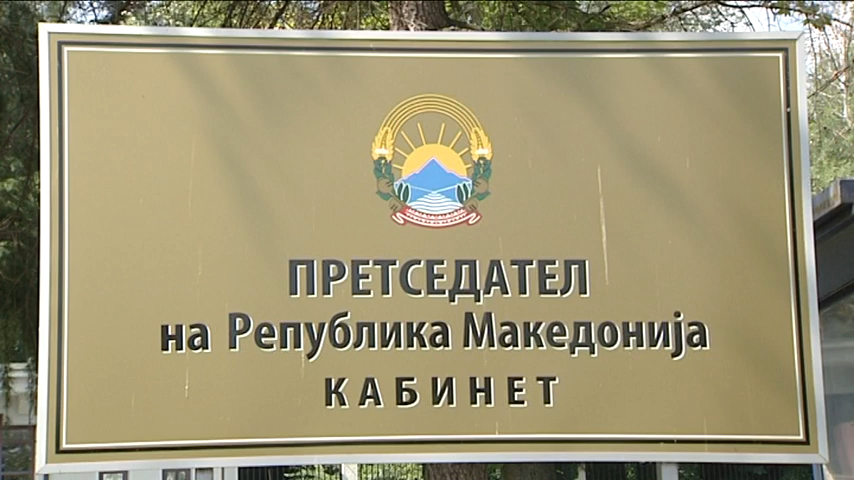 ПРЕТСЕДАТЕЛ
на Република Македонија
КАБИНЕТ